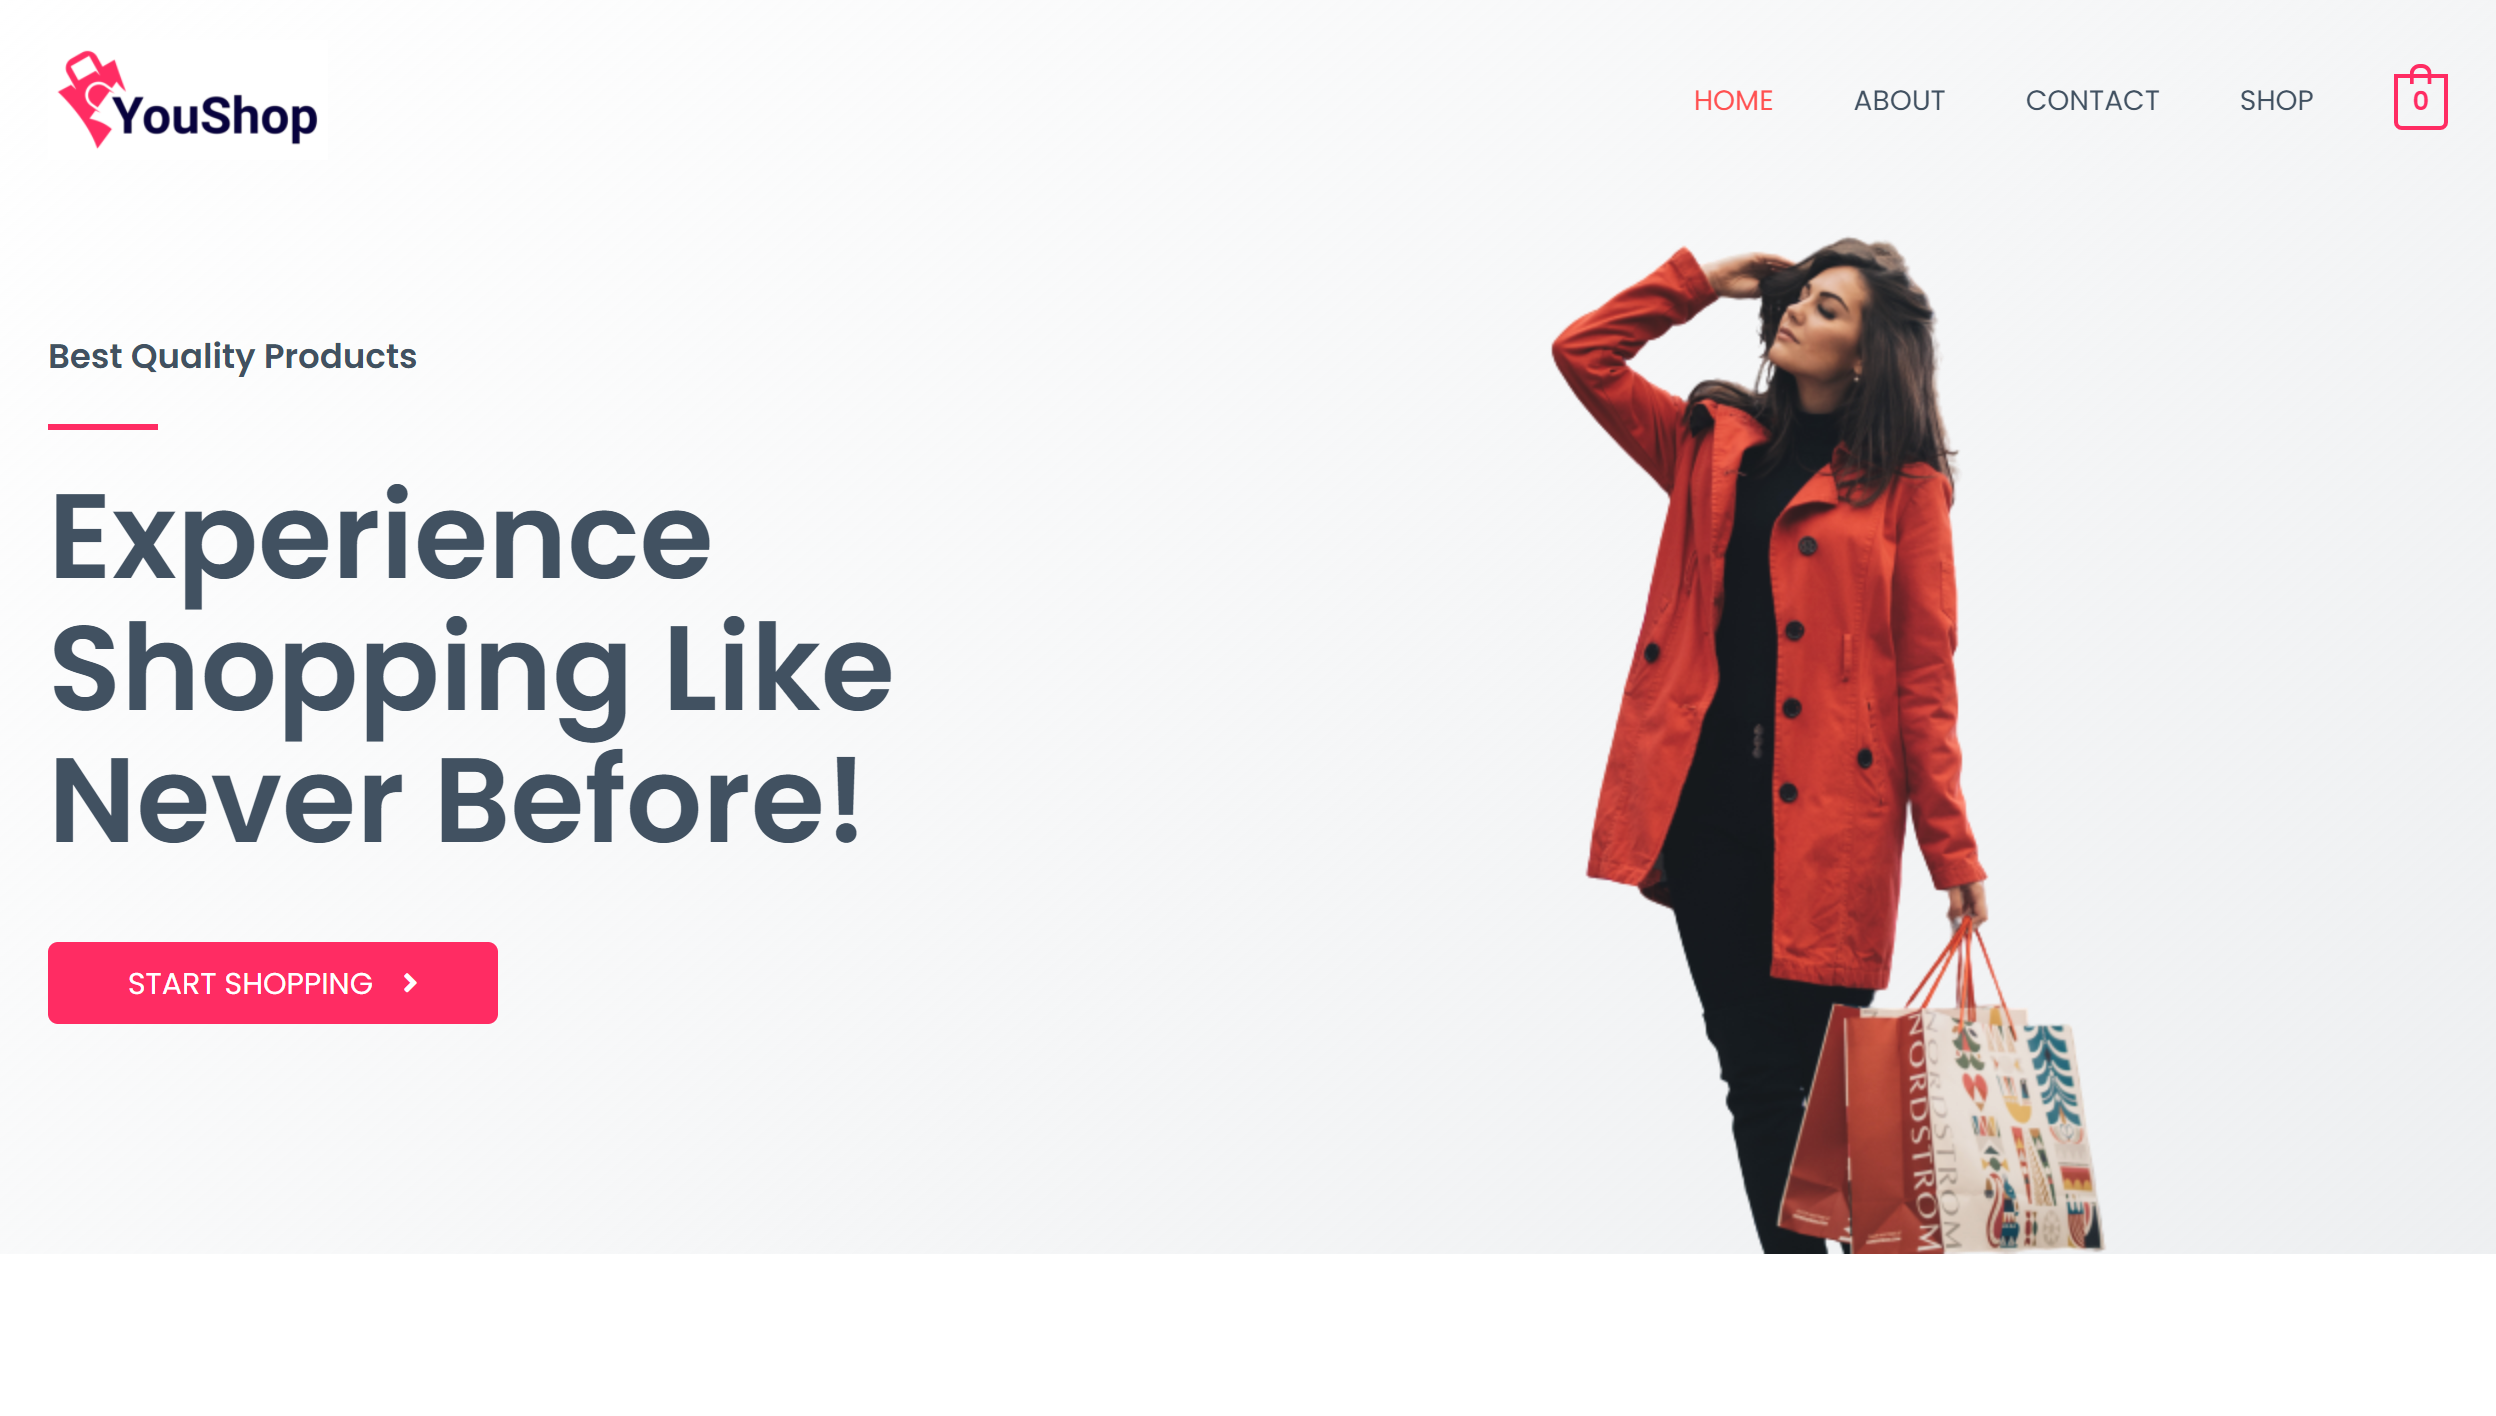 YouShop
HOME ABOUT CONTACT SHOP 0
Best Quality Products
Experience
Shopping Like
Never Before!
START SHOPPING
NORDSTROM
NORDSTROM